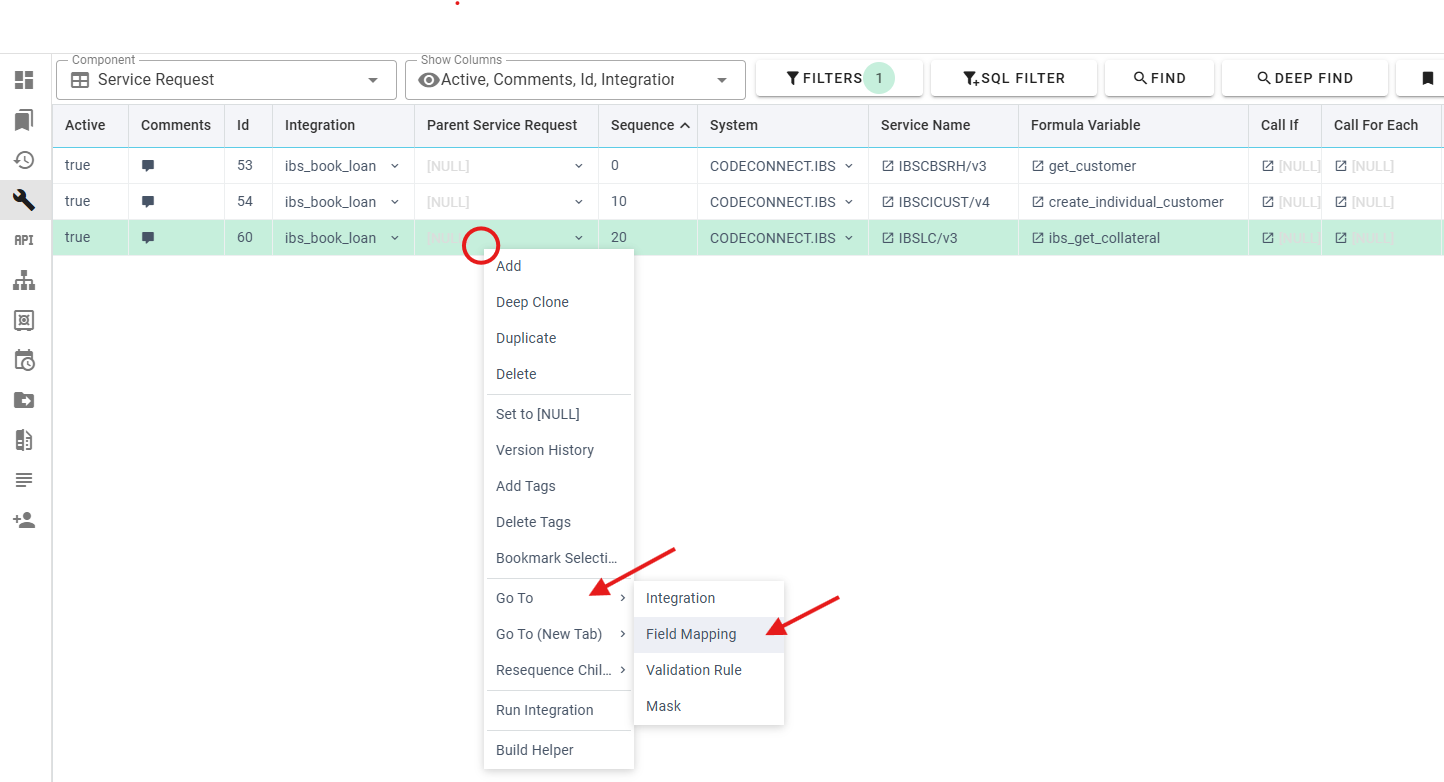 Component
Show Columns
Service Request
Active, Comments, Id, Integration
FILTERS 1
SQL FILTER
FIND
DEEP FIND
Active Comments Id Integration Parent Service Request Sequence System Service Name Formula Variable Call If Call For Each
true 53 ibs_book_loan [NULL] 0 CODECONNECT.IBS IBSCBSRH/v3 get_customer [NULL] [NULL]
true 54 ibs_book_loan [NULL] 10 CODECONNECT.IBS IBSCICUST/v4 create_individual_customer [NULL] [NULL]
true 60 ibs_book_loan [NULL] 20 CODECONNECT.IBS IBSLC/v3 ibs_get_collateral [NULL] [NULL]
API
Add
Deep Clone
Duplicate
Delete
Set to [NULL]
Version History
Add Tags
Delete Tags
Bookmark Selecti...
Go To
Go To (New Tab)
Resequence Chil...
Run Integration
Build Helper
Integration
Field Mapping
Validation Rule
Mask